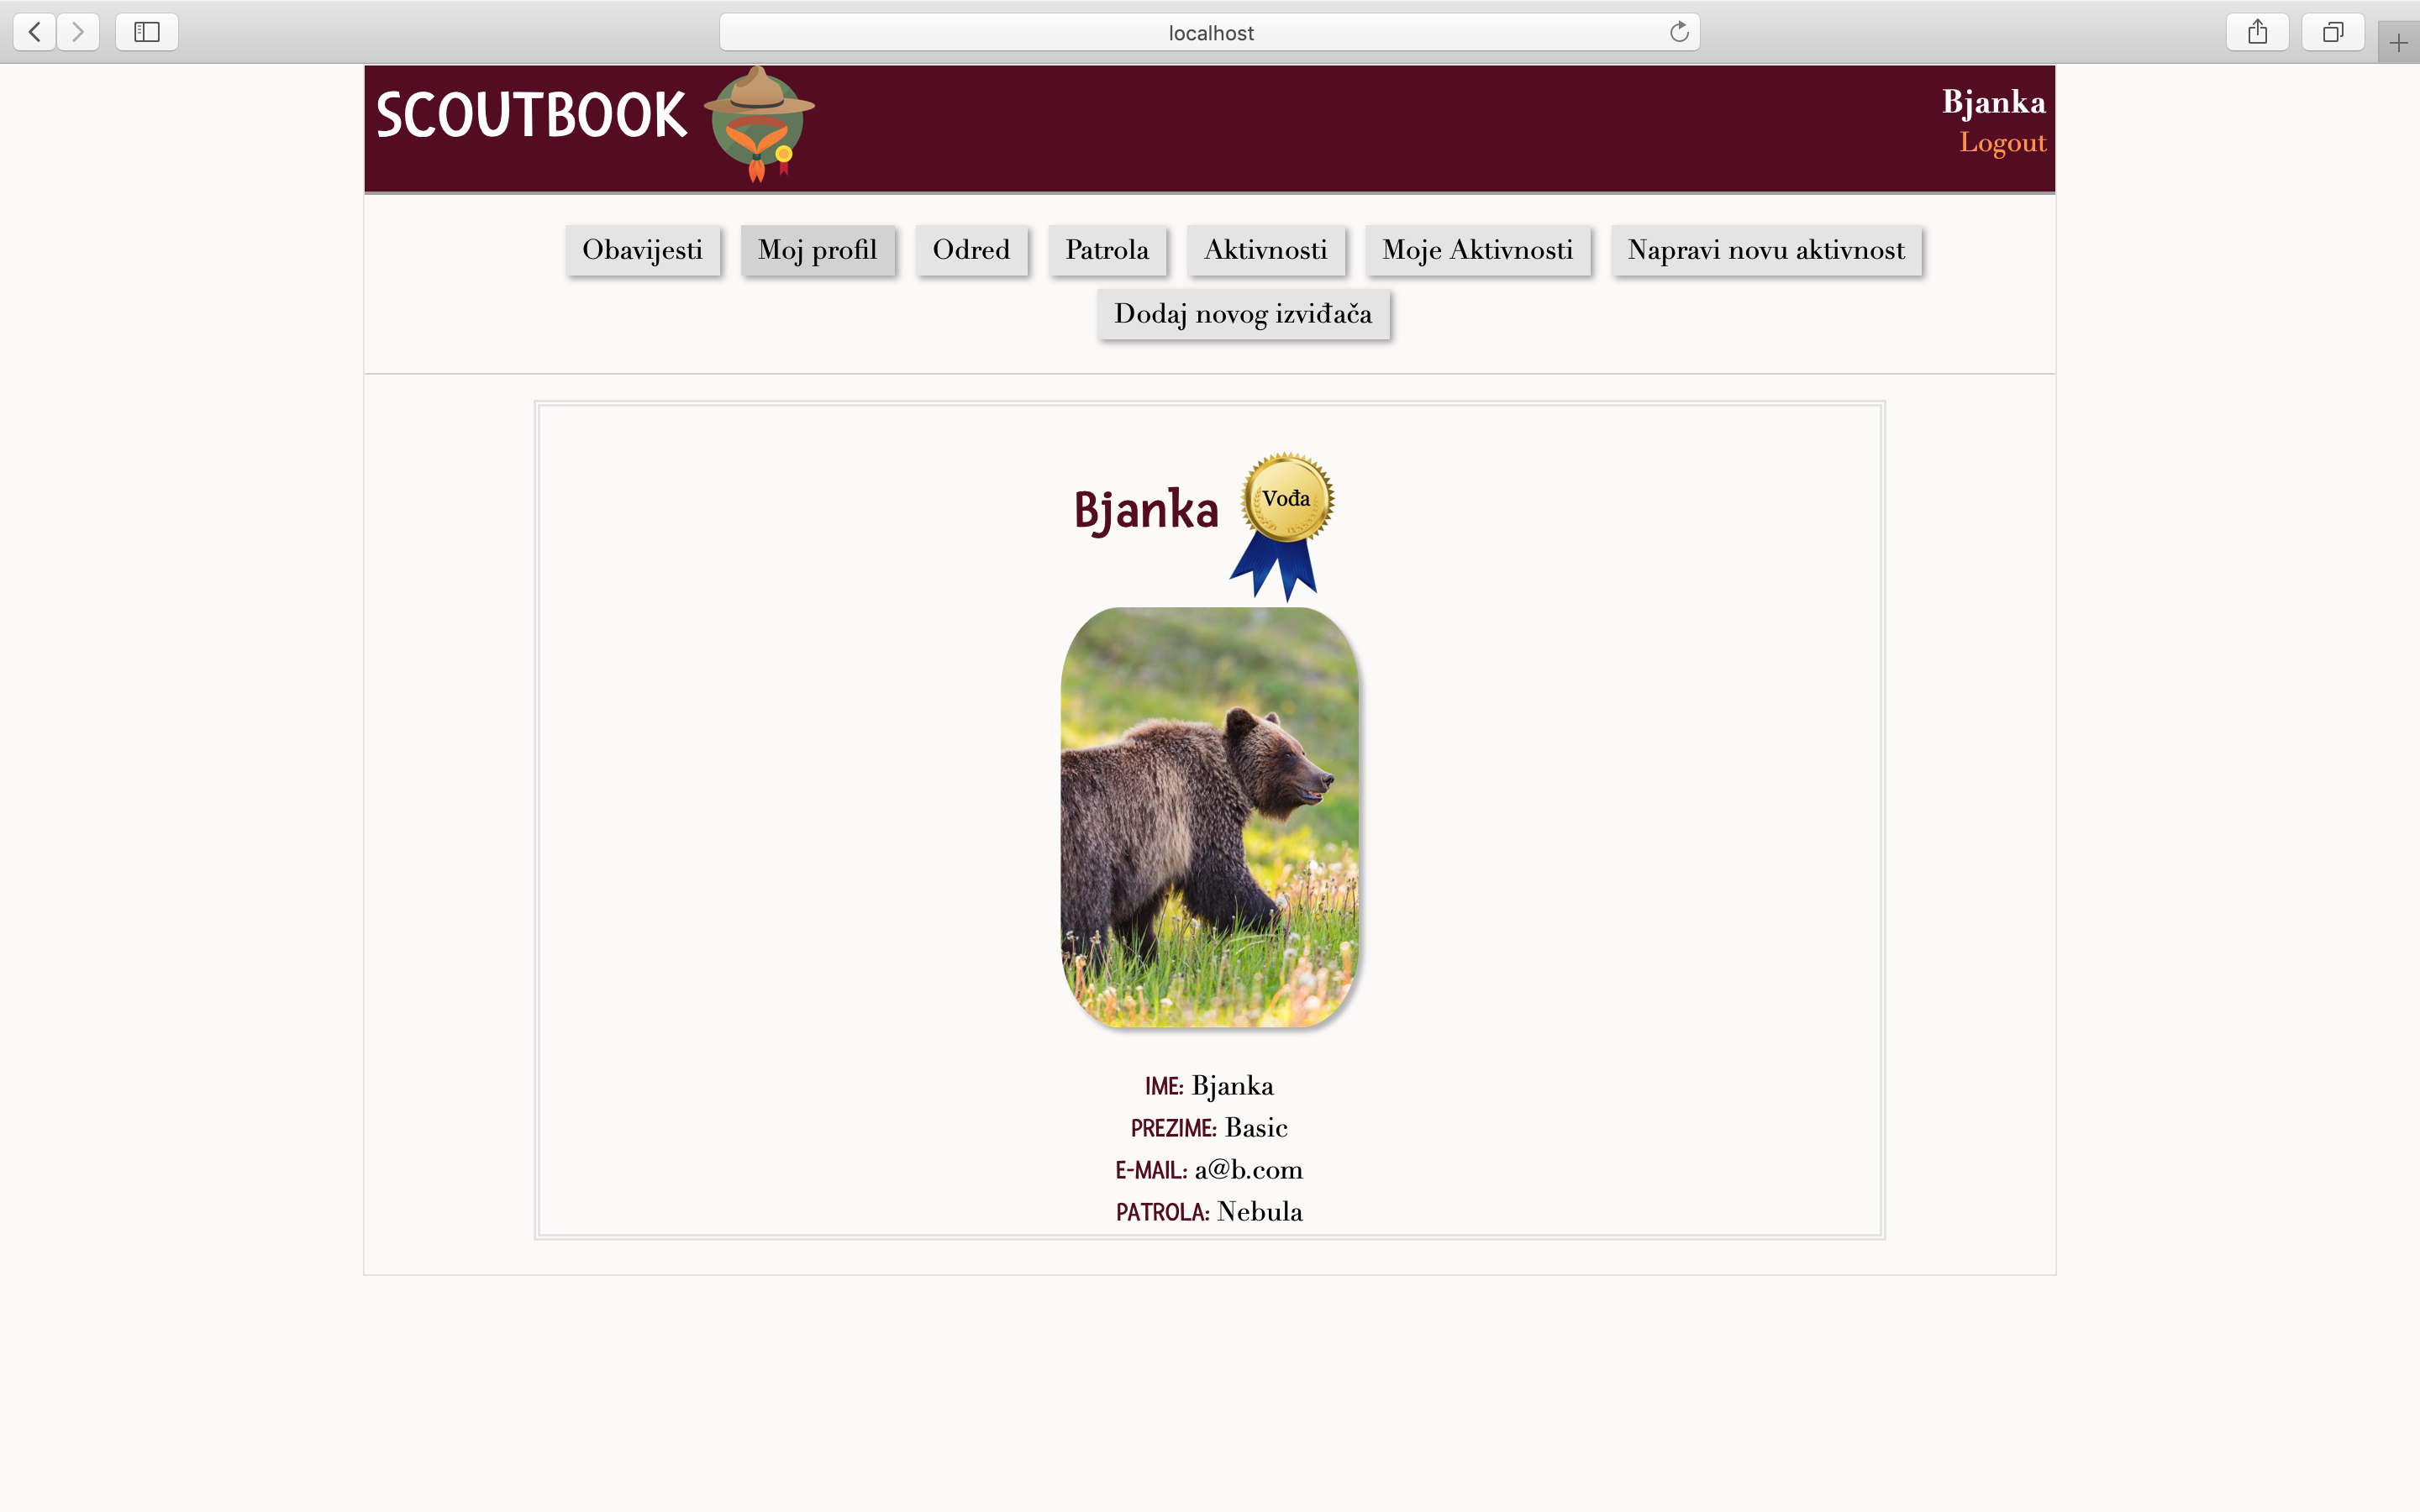 localhost
SCOUTBOOK
Bjanka
Logout
Obavijesti Moj profil Odred Patrola Aktivnosti Moje Aktivnosti Napravi novu aktivnost
Dodaj novog izviđača
Bjanka Vođa
IME: Bjanka
PREZIME: Basic
E-MAIL: a@b.com
PATROLA: Nebula